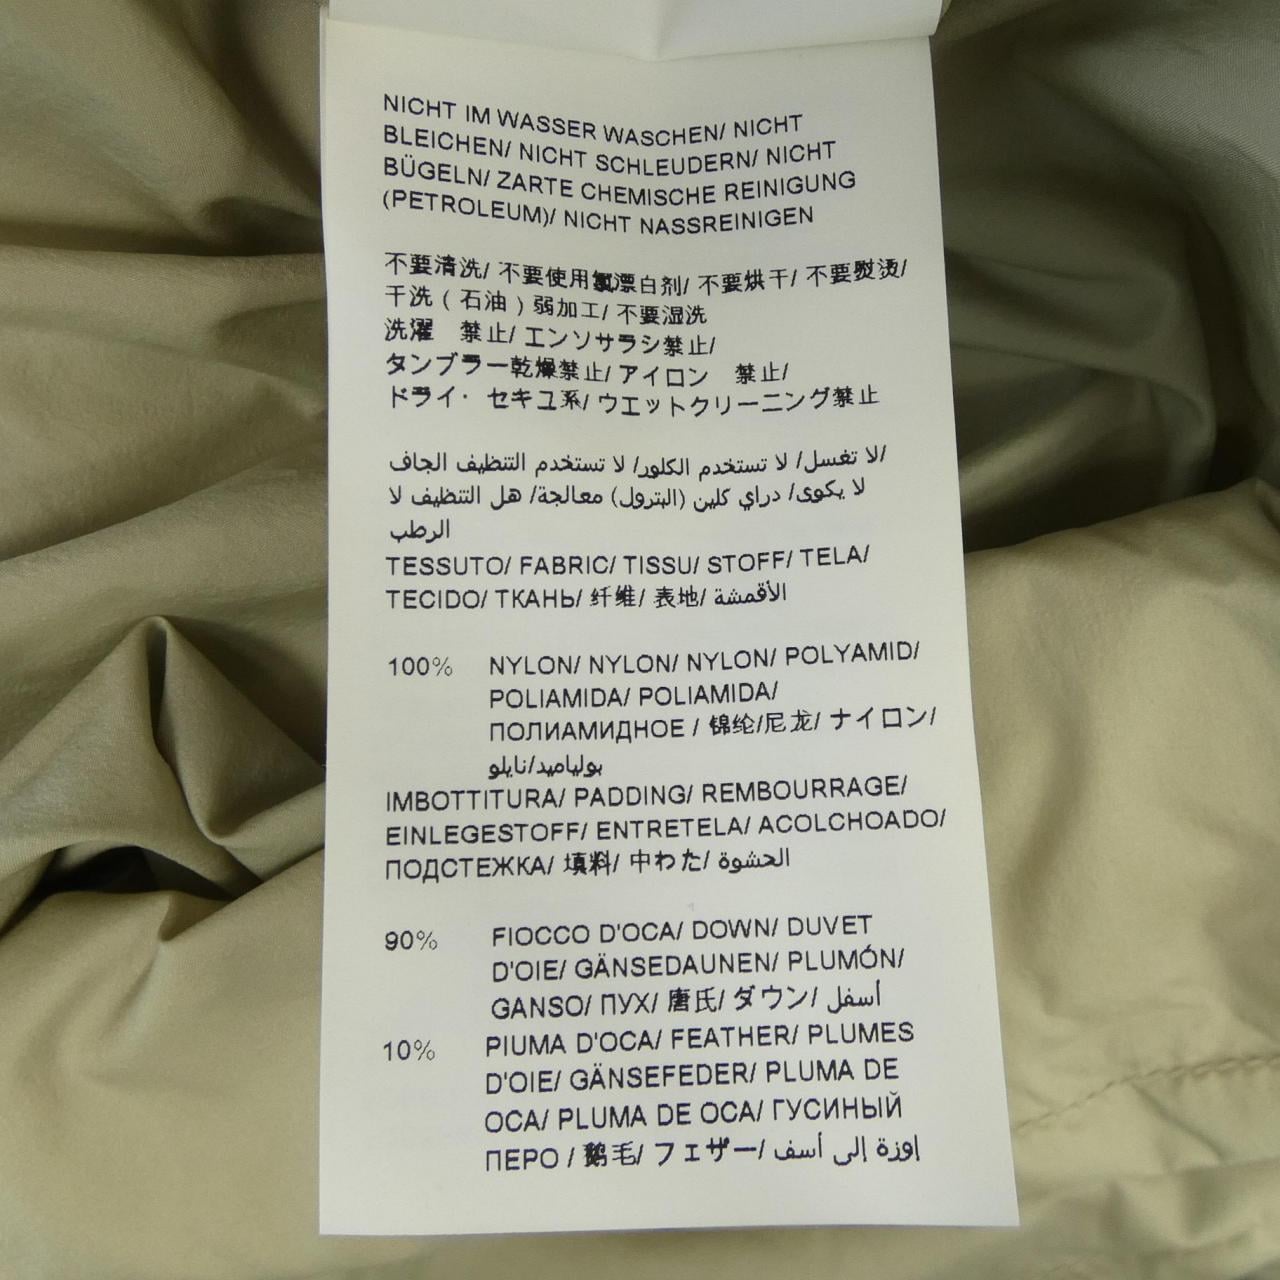 NICHT IM WASSER WASCHEN/ NICHT
BLEICHEN/ NICHT SCHLEUDERN/ NICHT
BÜGELN/ ZARTE CHEMISCHE REINIGUNG
(PETROLEUM)/ NICHT NASSREINIGEN
不要清洗/ 不要使用氯漂白剂/ 不要烘干/ 不要熨烫/
干洗 ( 石油 ) 弱加工/ 不要湿洗
洗濯 禁止/ エンソサラシ禁止/
タンブラー乾燥禁止/ アイロン 禁止/
ドライ· セキユ系/ ウエットクリーニング禁止
لا تغسل/ لا تستخدم الكلور/ لا تستخدم التنظيف الجاف/
لا يكوى/ دراي كلين (البترول) معالجة/ هل التنظيف لا
الرطب
TESSUTO/ FABRIC/ TISSU/ STOFF/ TELA/
TECIDO/ ТКАНЬ/ 纤维/ 表地/ الأقمشة
100% NYLON/ NYLON/ NYLON/ POLYAMID/
POLIAMIDA/ POLIAMIDA/
ПОЛИАМИДНОЕ / 锦纶/尼龙/ ナイロン/
بولياميد/نايلو
IMBOTTITURA/ PADDING/ REMBOURRAGE/
EINLEGESTOFF/ ENTRETELA/ ACOLCHOADO/
ПОДСТЕЖКА/ 填料/ 中わた/ الحشوة
90% FIOCCO D'OCA/ DOWN/ DUVET
D'OIE/ GÄNSEDAUNEN/ PLUMÓN/
GANSO/ ПУХ/ 唐氏/ ダウン/ أسفل
10% PIUMA D'OCA/ FEATHER/ PLUMES
D'OIE/ GÄNSEFEDER/ PLUMA DE
OCA/ PLUMA DE OCA/ ГУСИНЫЙ
ПЕРО / 鹅毛/ フェザー/ إوزة إلى أسف